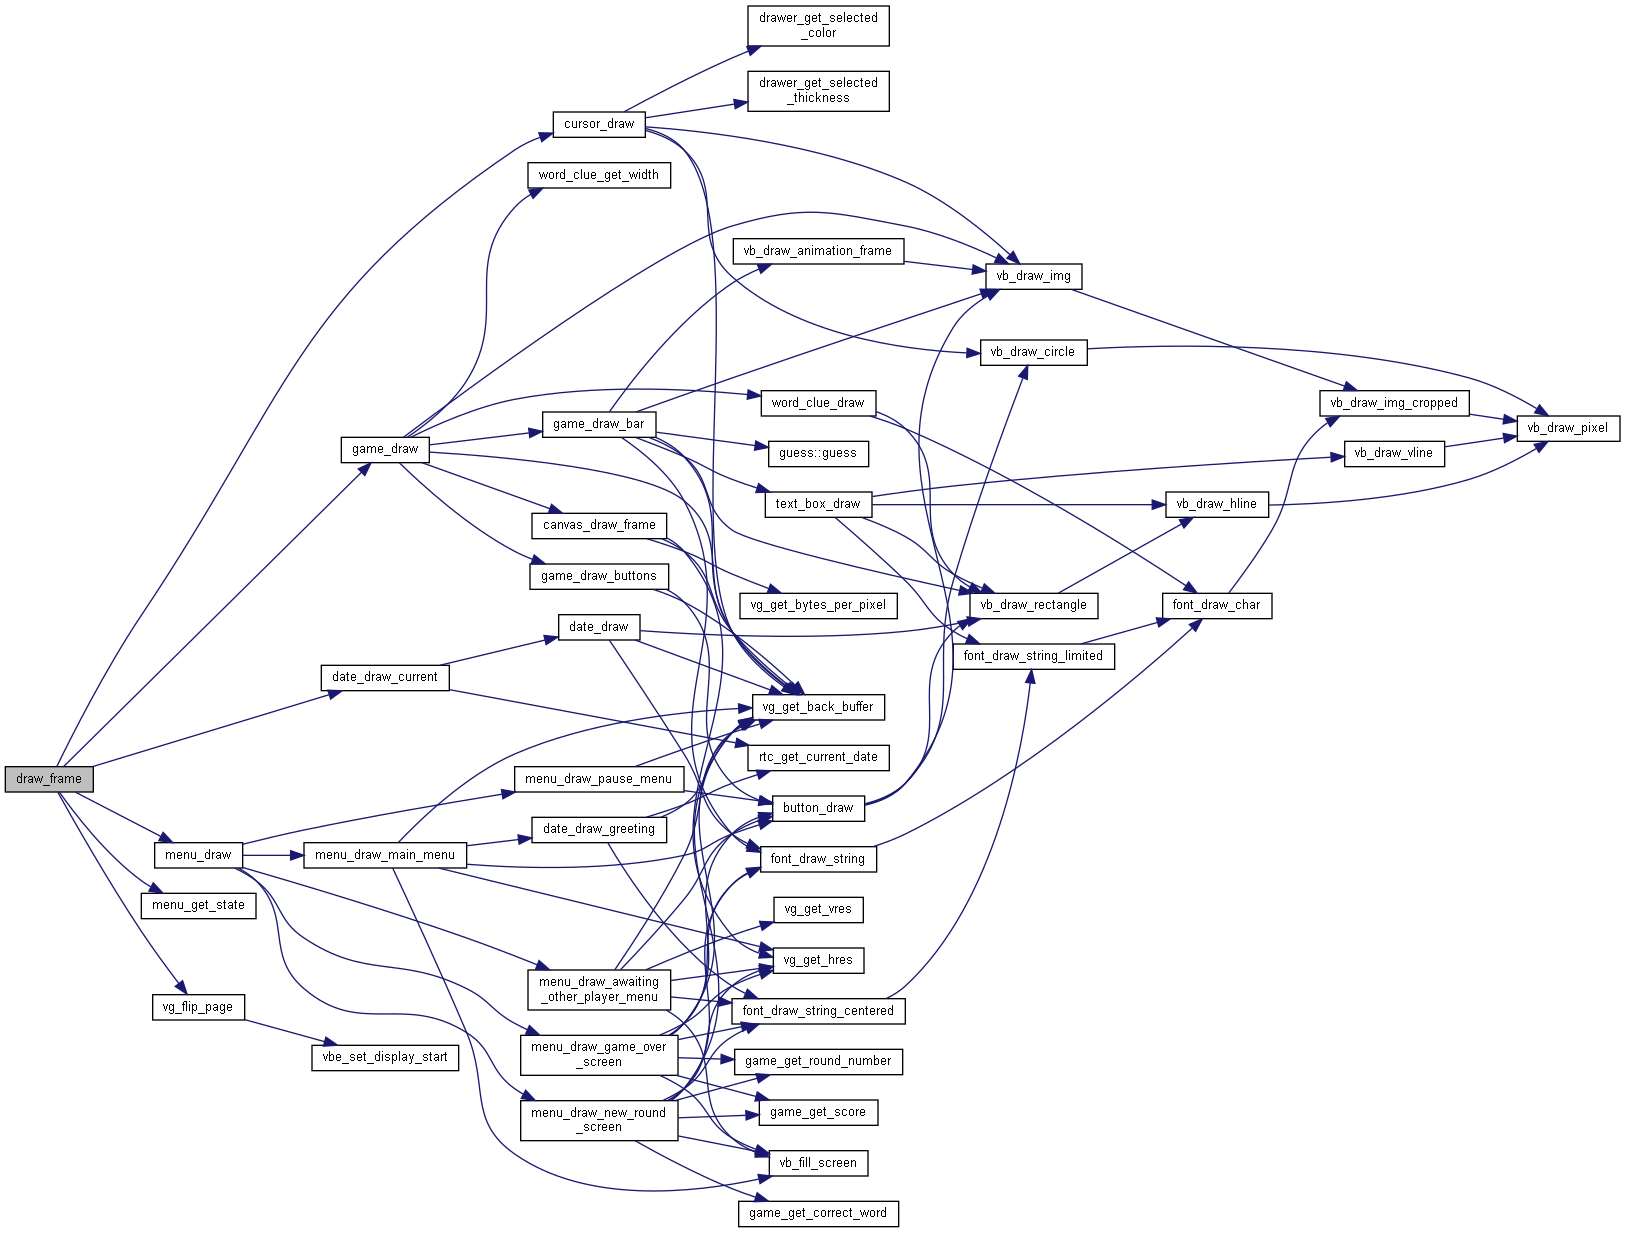 drawer_get_selected
_color
drawer_get_selected
_thickness
cursor_draw
word_clue_get_width
vb_draw_animation_frame
vb_draw_img
vb_draw_circle
word_clue_draw
vb_draw_img_cropped
game_draw_bar
vb_draw_pixel
game_draw
guess::guess
vb_draw_vline
text_box_draw
vb_draw_hline
canvas_draw_frame
game_draw_buttons
vg_get_bytes_per_pixel
vb_draw_rectangle
font_draw_char
date_draw
font_draw_string_limited
date_draw_current
vg_get_back_buffer
rtc_get_current_date
draw_frame
menu_draw_pause_menu
button_draw
date_draw_greeting
menu_draw
menu_draw_main_menu
font_draw_string
menu_get_state
vg_get_vres
vg_get_hres
menu_draw_awaiting
_other_player_menu
vg_flip_page
font_draw_string_centered
menu_draw_game_over
_screen
vbe_set_display_start
game_get_round_number
game_get_score
menu_draw_new_round
_screen
vb_fill_screen
game_get_correct_word